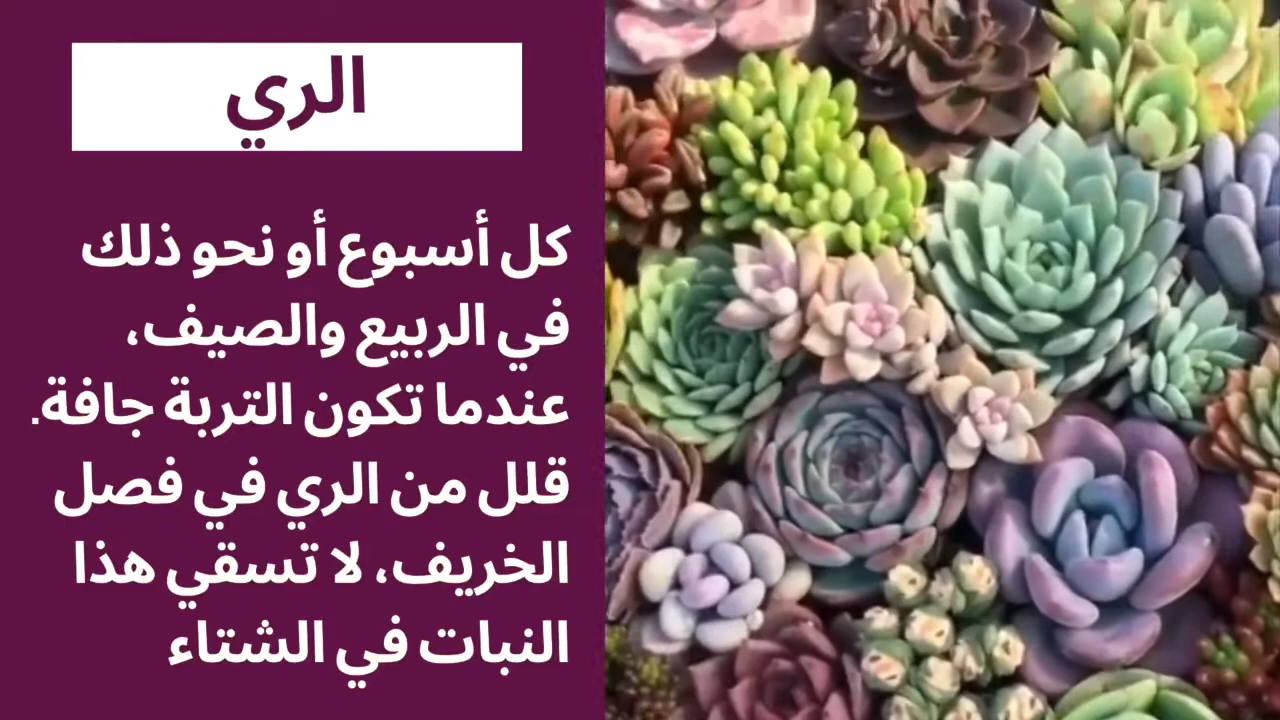 الري
كل أسبوع أو نحو ذلك
في الربيع والصيف،
عندما تكون التربة جافة.
قلل من الري في فصل
الخريف، لا تسقي هذا
النبات في الشتاء